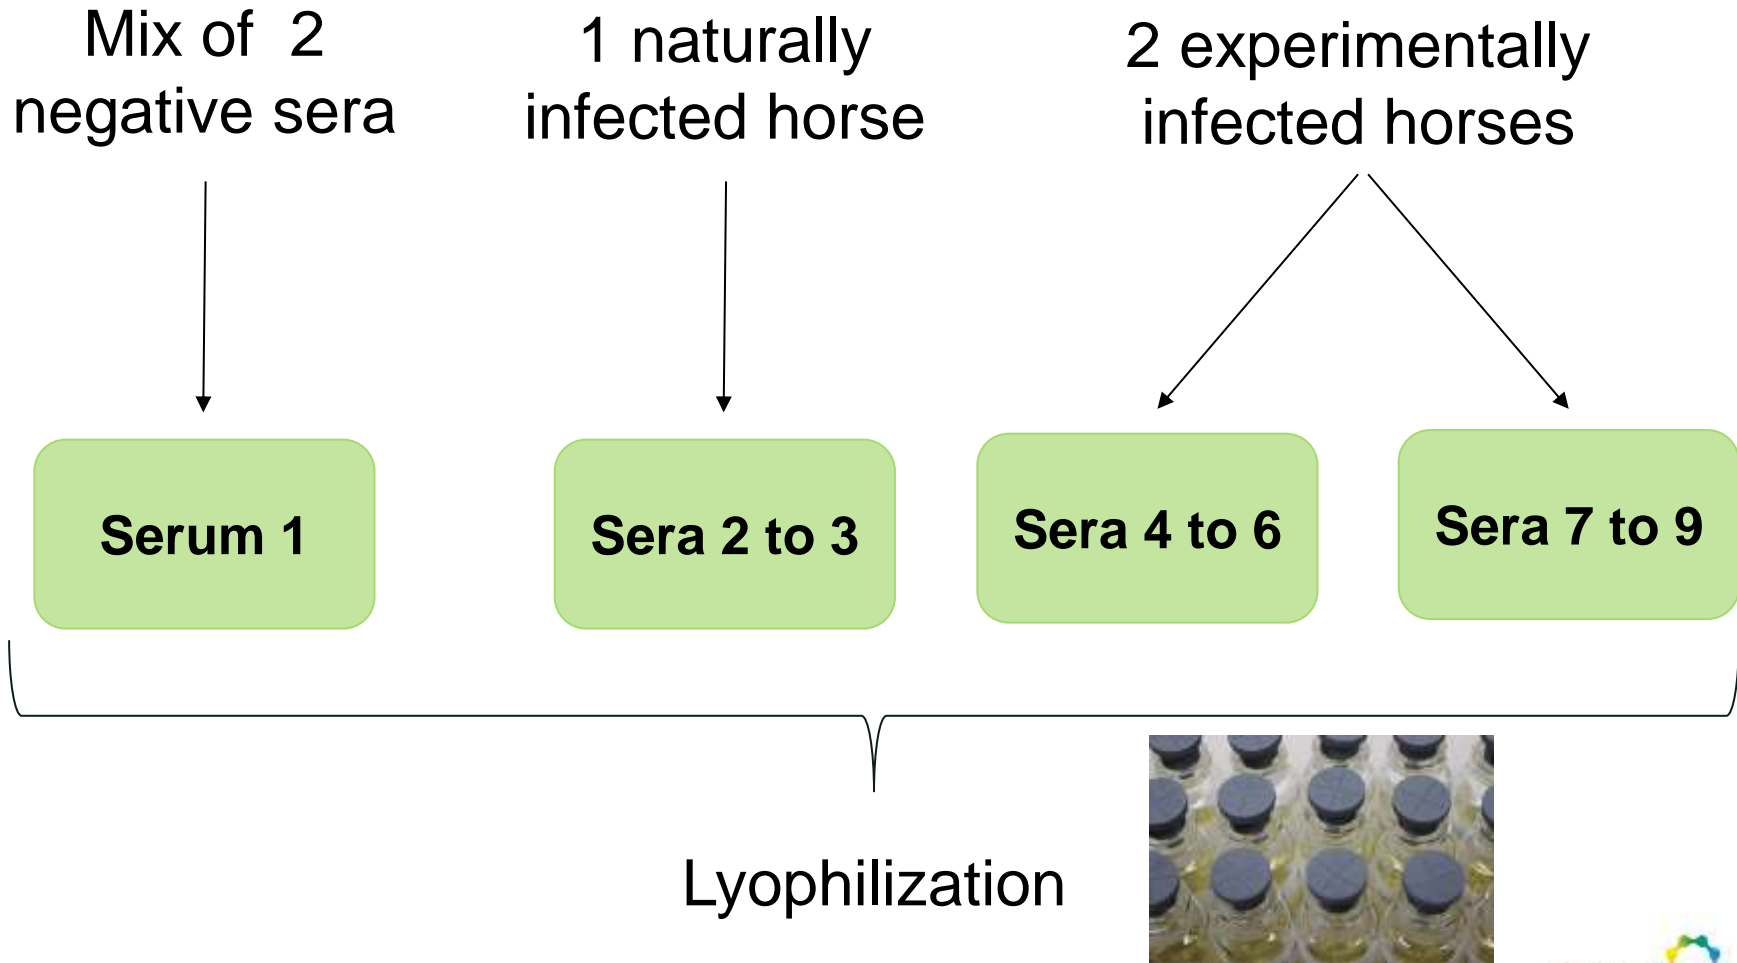 Mix of 2
negative sera
1 naturally
infected horse
2 experimentally
infected horses
Serum 1
Sera 2 to 3
Sera 4 to 6
Sera 7 to 9
Lyophilization